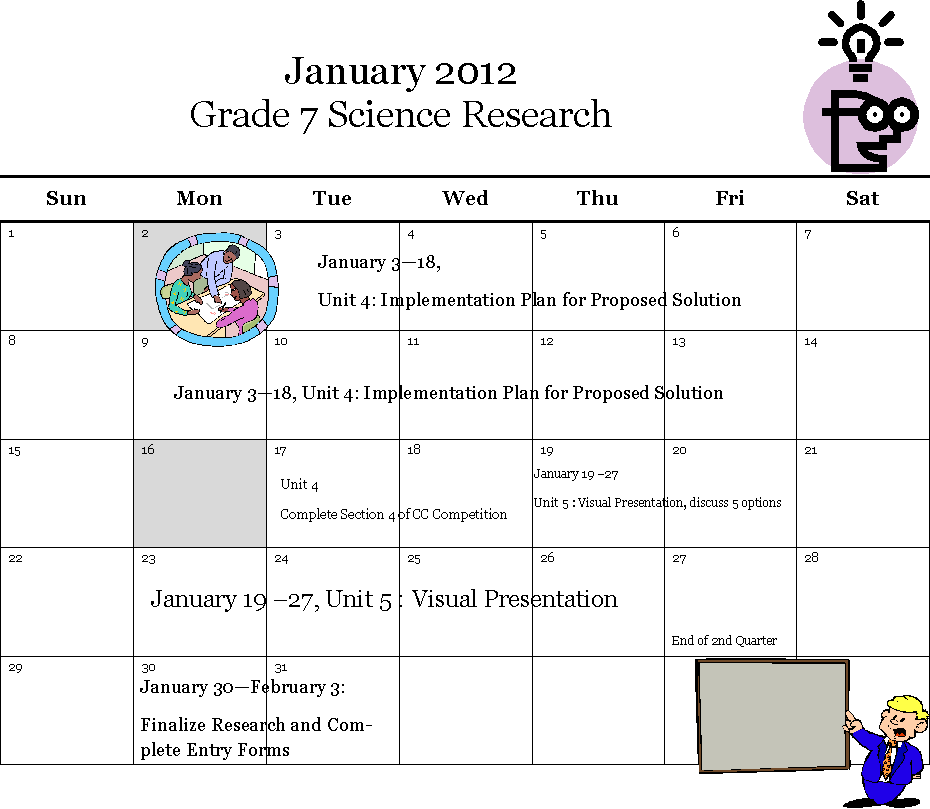 January 2012
Grade 7 Science Research
Sun Mon Tue Wed Thu Fri Sat
1 2 3 4 5 6 7
January 3—18,
Unit 4: Implementation Plan for Proposed Solution
8 9 10 11 12 13 14
January 3—18, Unit 4: Implementation Plan for Proposed Solution
15 16 17 18 19 20 21
Unit 4
Complete Section 4 of CC Competition
January 19 –27
Unit 5 : Visual Presentation, discuss 5 options
22 23 24 25 26 27 28
January 19 –27, Unit 5 : Visual Presentation
End of 2nd Quarter
29 30 31
January 30—February 3:
Finalize Research and Com-
plete Entry Forms